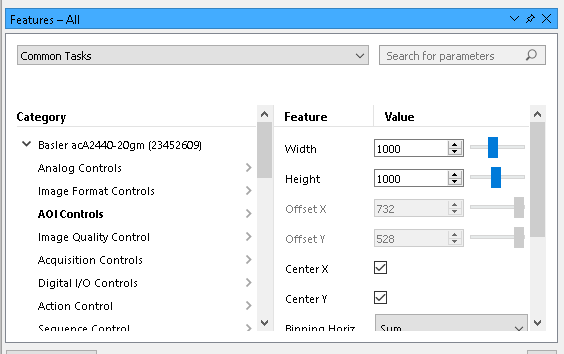 Features – All
Common Tasks
Search for parameters
Category
Feature Value
Basler acA2440-20gm (23452609)
Analog Controls
Image Format Controls
AOI Controls
Image Quality Control
Acquisition Controls
Digital I/O Controls
Action Control
Sequence Control
Width 1000
Height 1000
Offset X 732
Offset Y 528
Center X
Center Y
Binning Horiz Sum